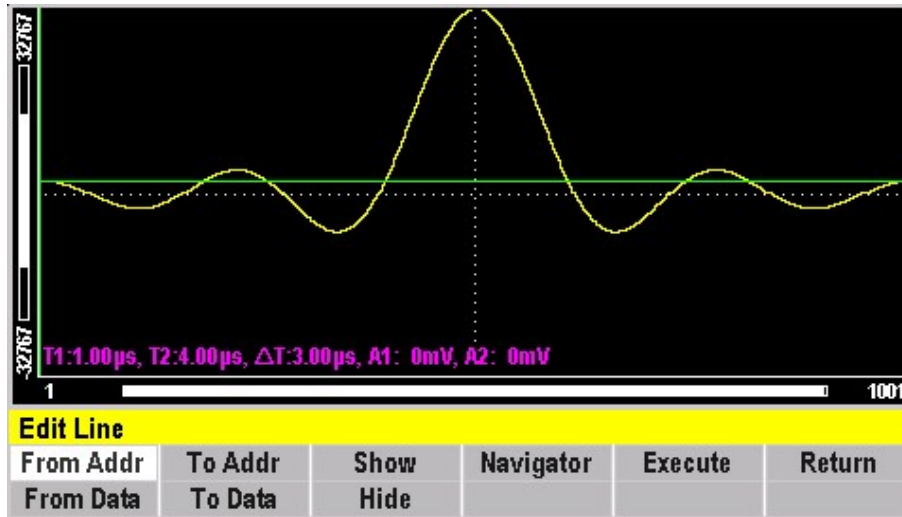 32767
-32767
T1:1.00µs, T2:4.00µs, △T:3.00µs, A1: 0mV, A2: 0mV
1 1001
Edit Line
From Addr To Addr Show Navigator Execute Return
From Data To Data Hide